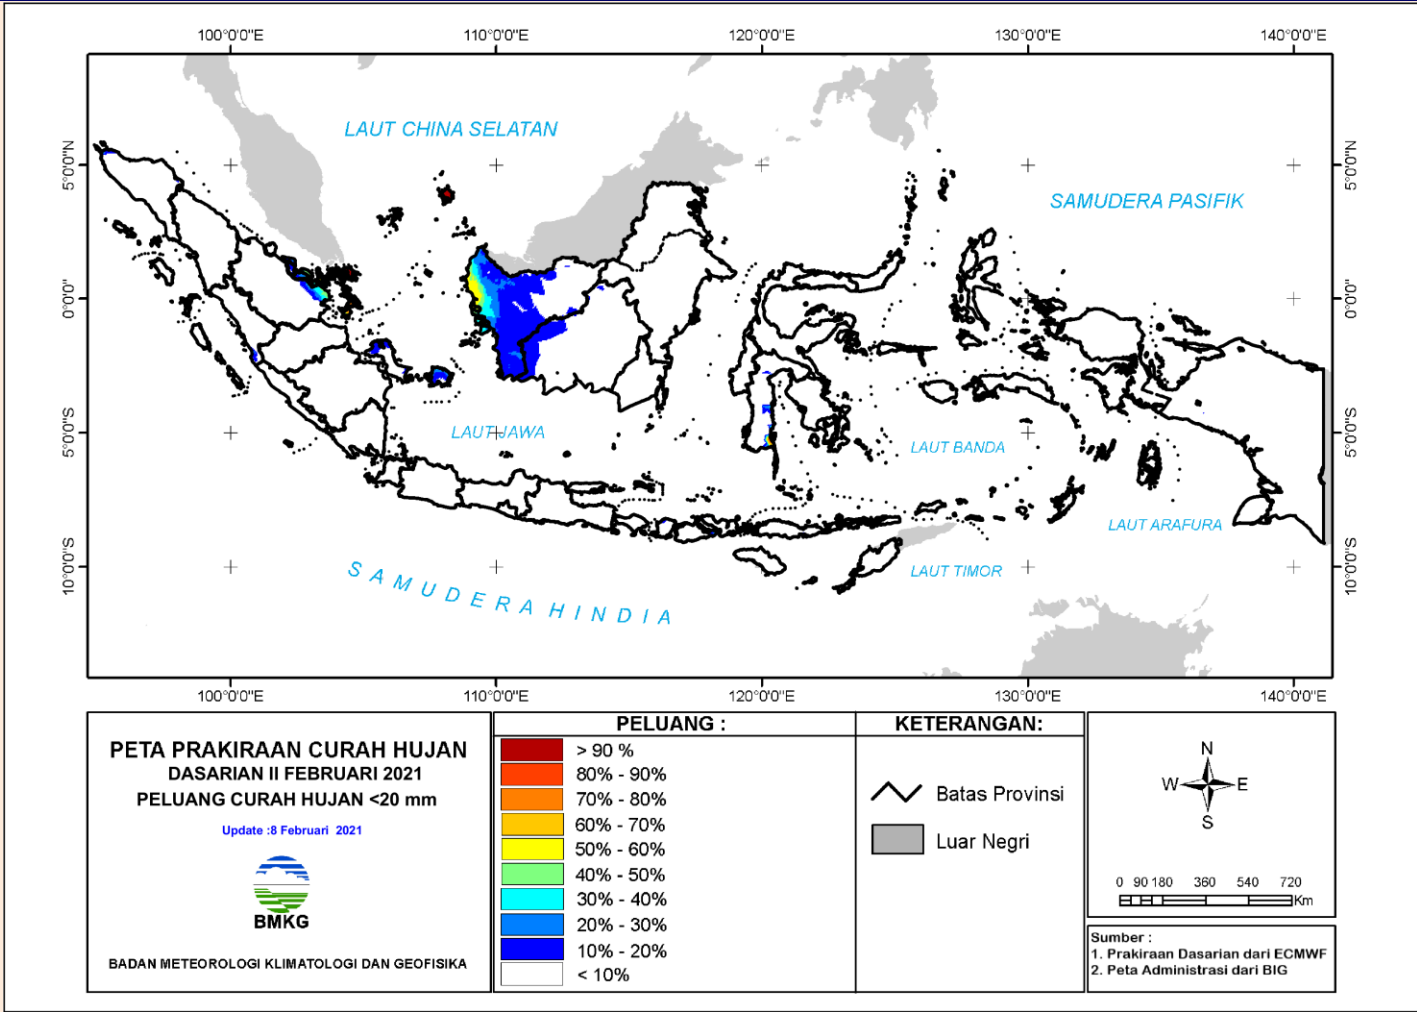 100°0'0"E 110°0'0"E 120°0'0"E 130°0'0"E 140°0'0"E
LAUT CHINA SELATAN
5°0'0"N 5°0'0"N
SAMUDERA PASIFIK
0°0'0" 0°0'0"
LAUT JAWA
5°0'0"S 5°0'0"S
LAUT BANDA
LAUT ARAFURA
10°0'0"S 10°0'0"S
LAUT TIMOR
SAMUDERA HINDIA
100°0'0"E 110°0'0"E 120°0'0"E 130°0'0"E 140°0'0"E
PETA PRAKIRAAN CURAH HUJAN
DASARIAN II FEBRUARI 2021
PELUANG CURAH HUJAN <20 mm
Update :8 Februari 2021
BMKG
BADAN METEOROLOGI KLIMATOLOGI DAN GEOFISIKA
PELUANG :
> 90 %
80% - 90%
70% - 80%
60% - 70%
50% - 60%
40% - 50%
30% - 40%
20% - 30%
10% - 20%
< 10%
KETERANGAN:
Batas Provinsi
Luar Negri
N
W E
S
0 90 180 360 540 720
Km
Sumber :
1. Prakiraan Dasarian dari ECMWF
2. Peta Administrasi dari BIG